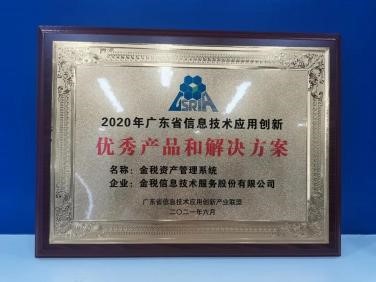 GSRIA
2020年广东省信息技术应用创新
优秀产品和解决方案
名称：金税资产管理系统
企业：金税信息技术服务股份有限公司
广东省信息技术应用创新产业联盟
二〇二一年六月